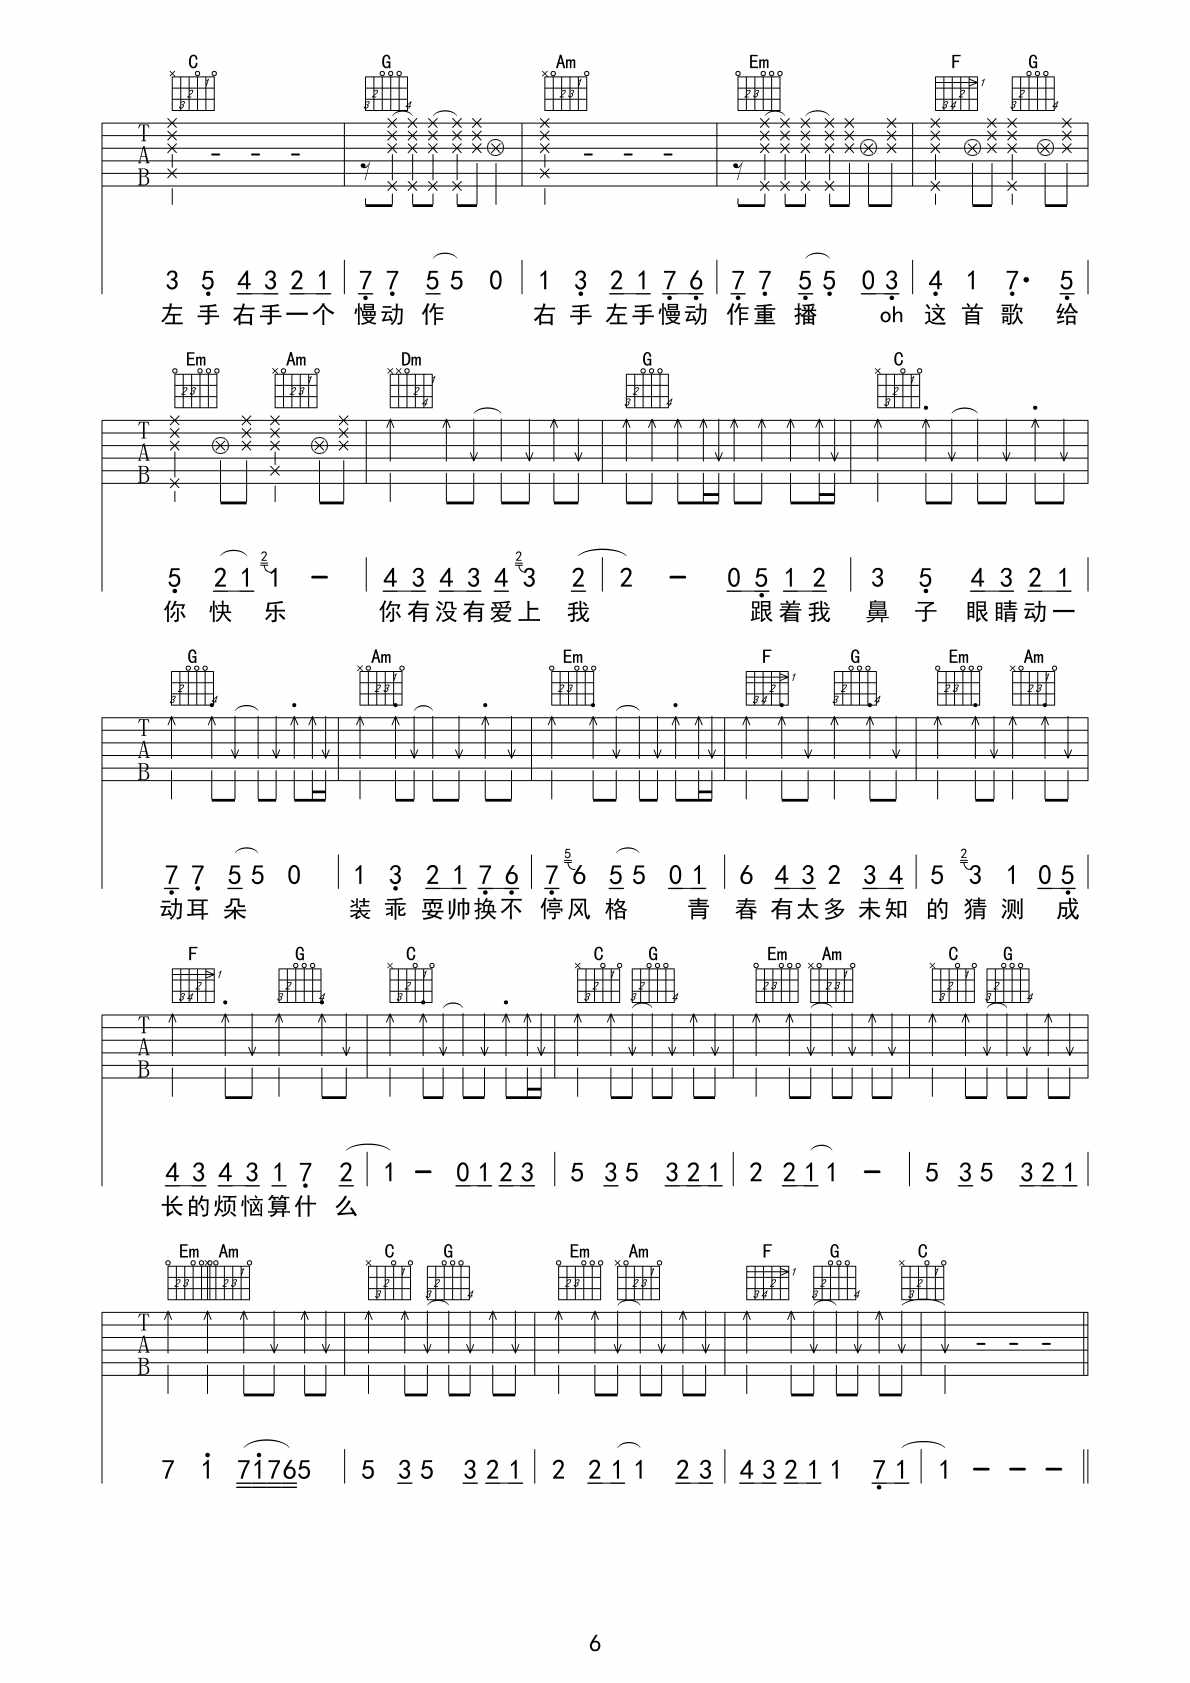 C G Am Em F G
T A B
3 5 4 3 2 1 7 7 5 5 0 1 3 2 1 7 6 7 7 5 5 0 3 4 1 7· 5
左手右手一个慢动作 右手左手慢动作重播 oh 这首歌给
Em Am Dm G C
T A B
5 2 1 2 1 – 4 3 4 3 4 2 3 2 2 – 0 5 1 2 3 5 4 3 2 1
你快乐 你有没有爱上我 跟着我鼻子眼睛动一
G Am Em F G Em Am
T A B
7 7 5 5 0 1 3 2 1 7 6 7 5 6 5 5 0 1 6 4 3 2 3 4 5 2 3 1 0 5
动耳朵 装乖耍帅换不停风格 青春有太多未知的猜测 成
F G C C G Em Am C G
T A B
4 3 4 3 1 7 2 1 – 0 1 2 3 5 3 5 3 2 1 2 2 1 1 – 5 3 5 3 2 1
长的烦恼算什么
Em Am C G Em Am F G C
T A B
7 1 7 1 7 6 5 5 3 5 3 2 1 2 2 1 1 2 3 4 3 2 1 1 7 1 1 – – –
6